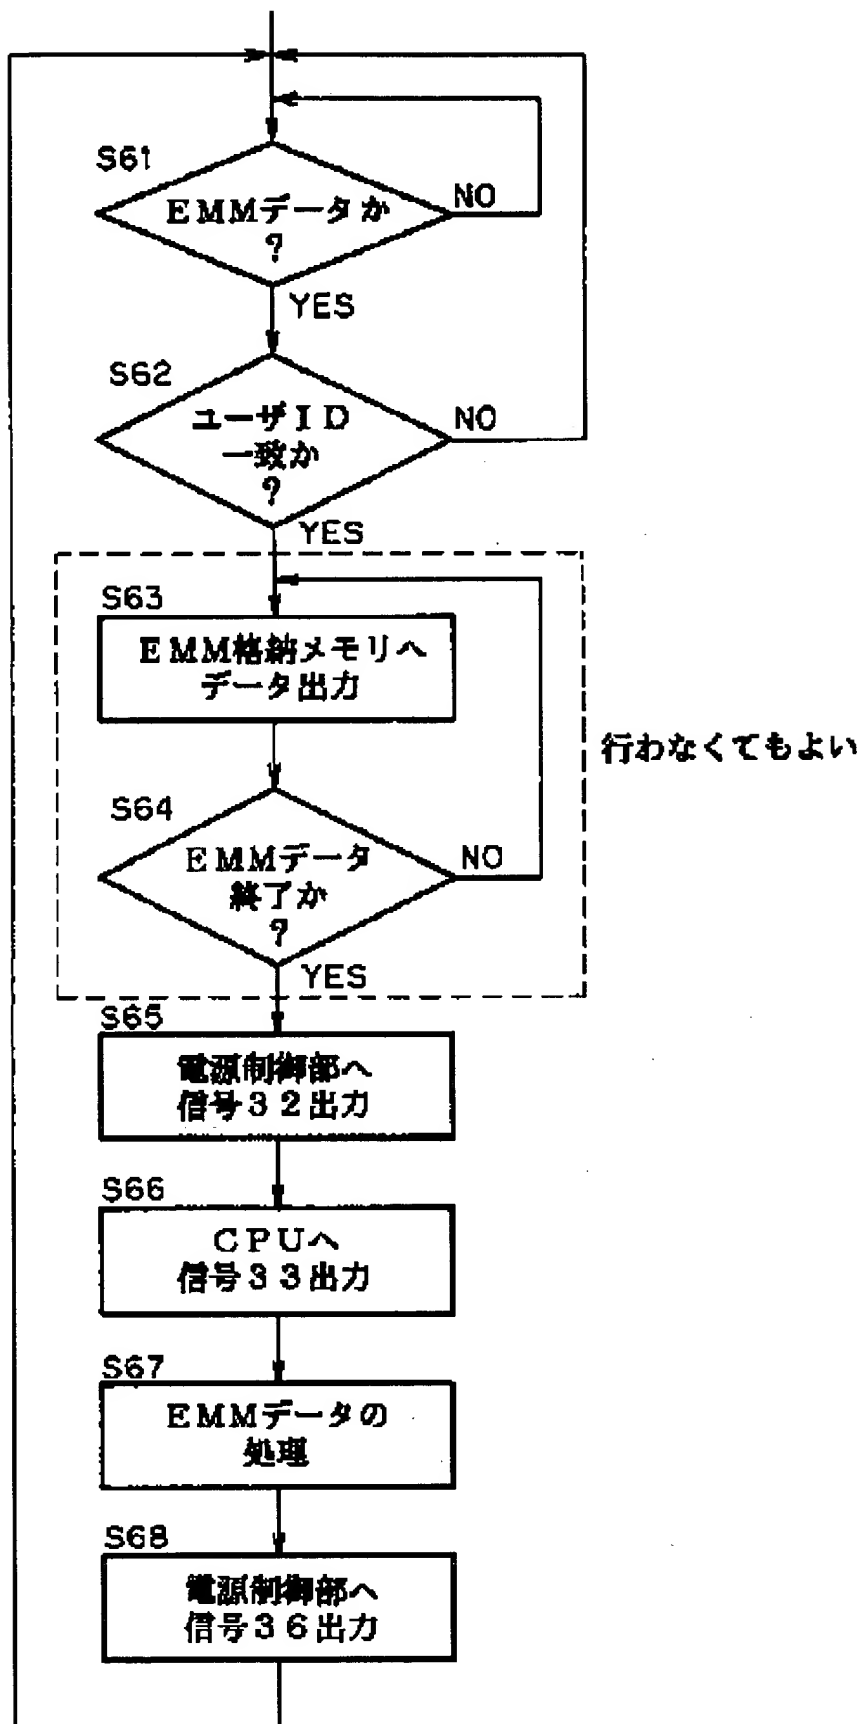 S61
EMMデータか
?
NO
YES
S62
ユーザID
一致か
?
NO
YES
S63
EMM格納メモリへ
データ出力
行わなくてもよい
S64
EMMデータ
終了か
?
NO
YES
S65
電源制御部へ
信号32出力
S66
CPUへ
信号33出力
S67
EMMデータの
処理
S68
電源制御部へ
信号36出力